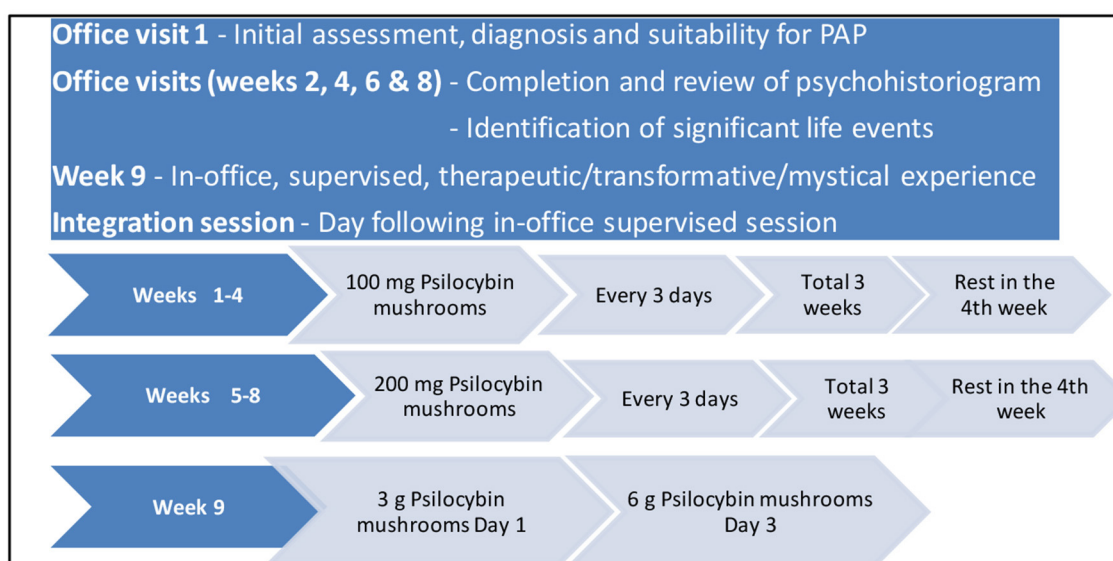 Office visit 1 - Initial assessment, diagnosis and suitability for PAP
Office visits (weeks 2, 4, 6 & 8) - Completion and review of psychohistoriogram
- Identification of significant life events
Week 9 - In-office, supervised, therapeutic/transformative/mystical experience
Integration session - Day following in-office supervised session
Weeks 1-4
100 mg Psilocybin
mushrooms
Every 3 days
Total 3
weeks
Rest in the
4th week
Weeks 5-8
200 mg Psilocybin
mushrooms
Every 3 days
Total 3
weeks
Rest in the 4th
week
Week 9
3 g Psilocybin
mushrooms Day 1
6 g Psilocybin mushrooms
Day 3